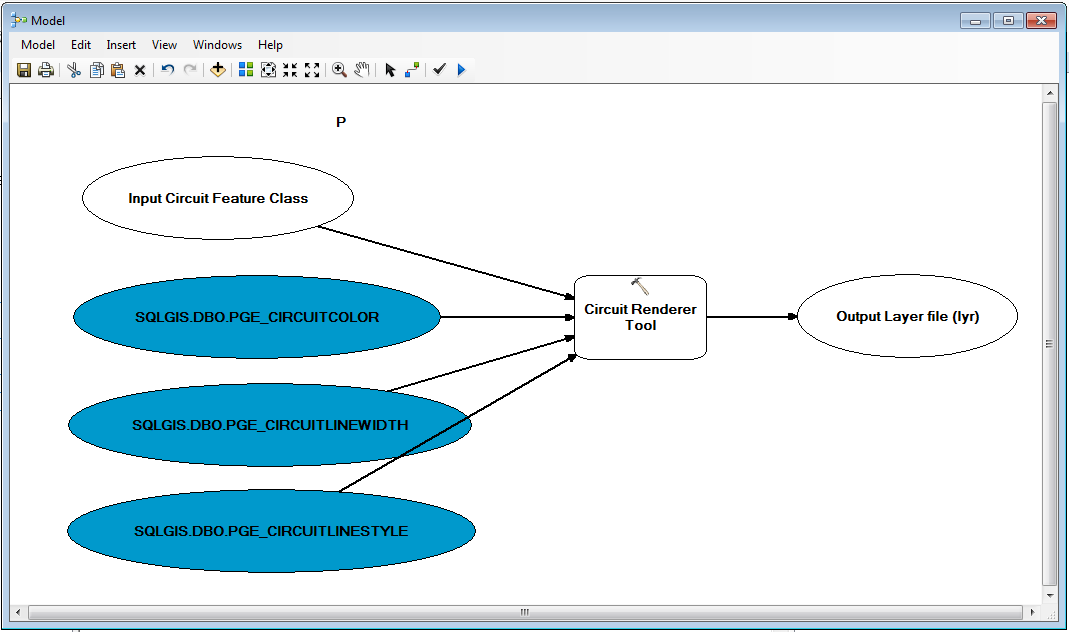 Model
Model Edit Insert View Windows Help
P
Input Circuit Feature Class
SQLGIS.DBO.PGE_CIRCUITCOLOR
Circuit Renderer
Tool
Output Layer file (lyr)
SQLGIS.DBO.PGE_CIRCUITLINEWIDTH
SQLGIS.DBO.PGE_CIRCUITLINESTYLE